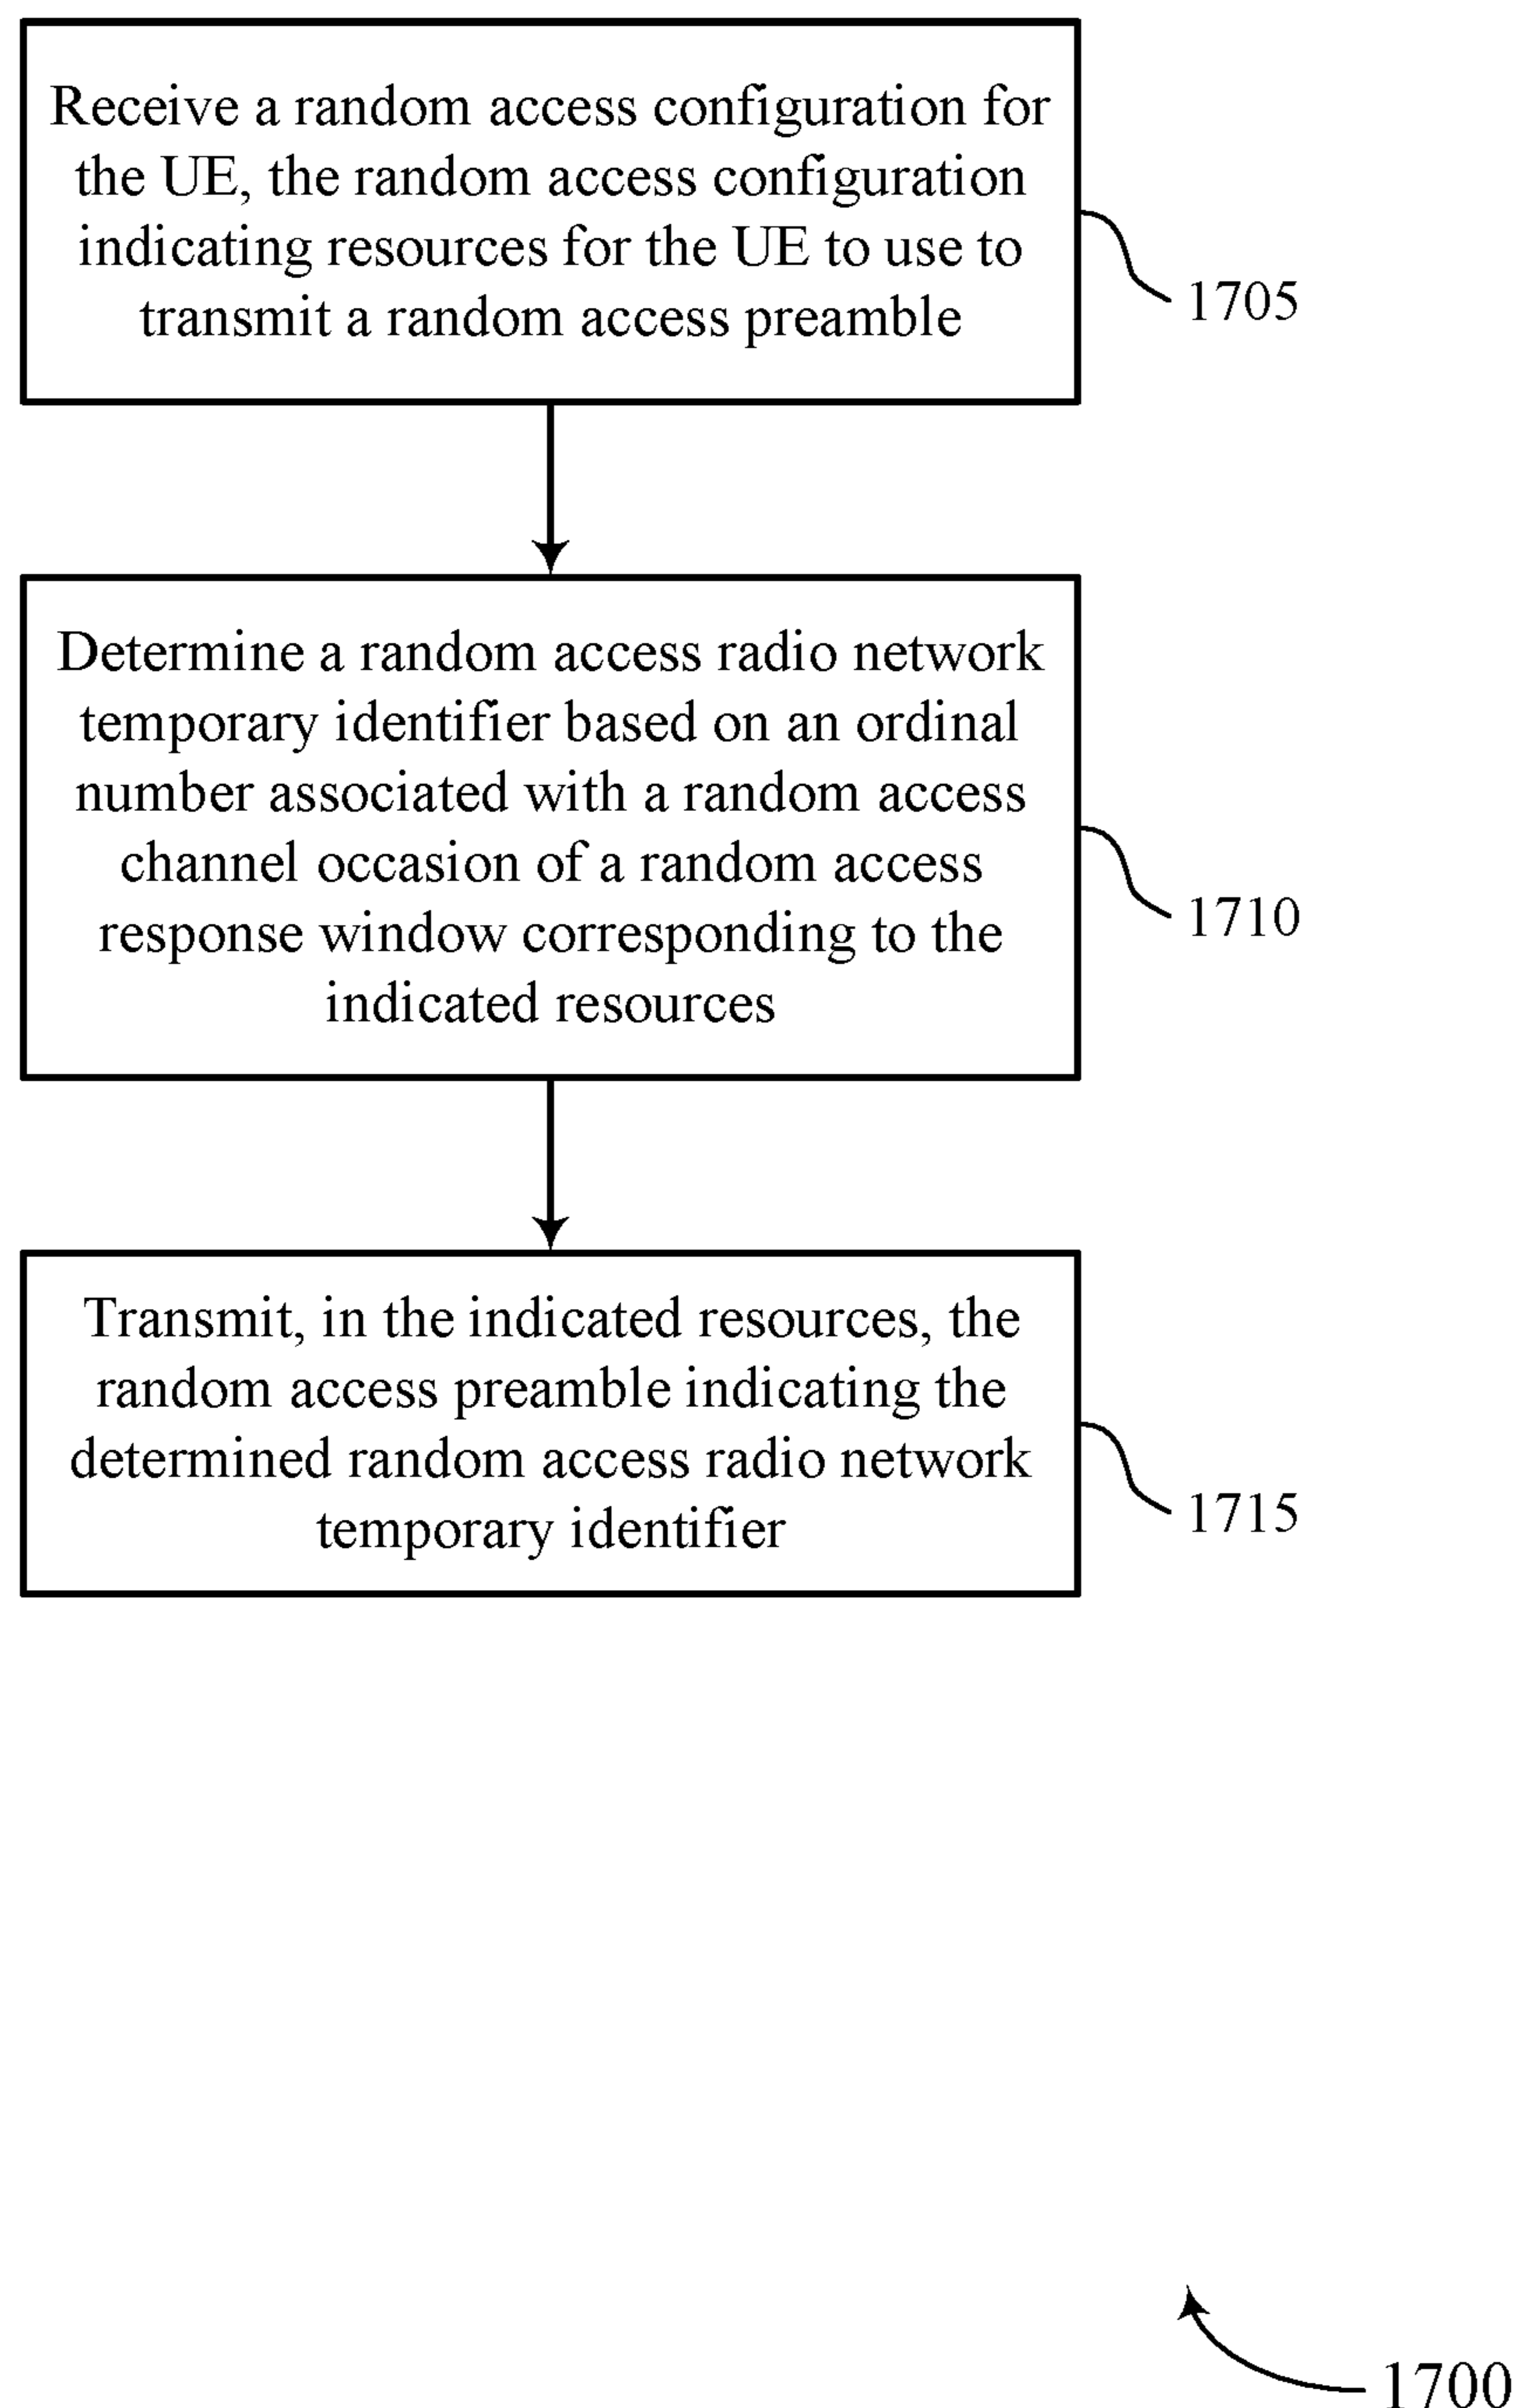 Receive a random access configuration for
the UE, the random access configuration
indicating resources for the UE to use to
transmit a random access preamble
1705
Determine a random access radio network
temporary identifier based on an ordinal
number associated with a random access
channel occasion of a random access
response window corresponding to the
indicated resources
1710
Transmit, in the indicated resources, the
random access preamble indicating the
determined random access radio network
temporary identifier
1715
1700